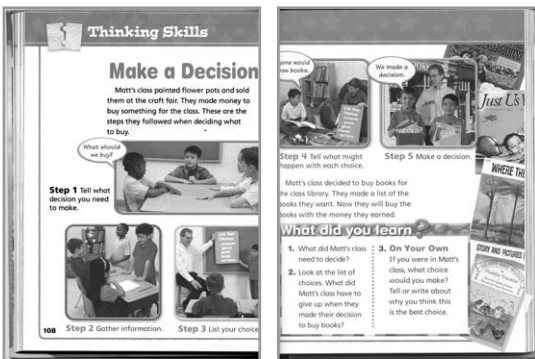 Thinking Skills
Make a Decision
Matt's class painted flower pots and sold
them at the craft fair. They made money to
buy something for the class. These are the
steps they followed when deciding what
to buy.
What should
we buy?
Step 1 Tell what
decision you need
to make.
List Your
Choices
108
Step 2 Gather information.
Step 3 List your choice
yone would
new books.
We made a
decision.
Step 4 Tell what might
happen with each choice.
Step 5 Make a decision.
Matt's class decided to buy books for
the class library. They made a list of the
books they want. Now they will buy the
books with the money they earned.
What did you learn
1. What did Matt's class
need to decide?
2. Look at the list of
choices. What did
Matt's class have to
give up when they
made their decision
to buy books?
3. On Your Own
If you were in Matt's
class, what choice
would you make?
Tell or write about
why you think this
is the best choice.
Just Us
WHERE TH
STORY AND PICTURES
109